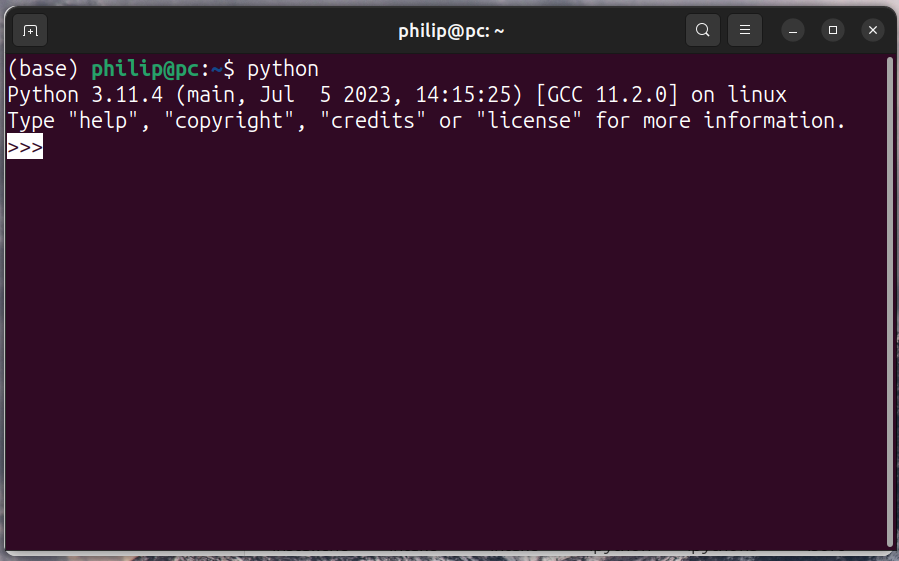 philip@pc: ~
(base) philip@pc:~$ python
Python 3.11.4 (main, Jul  5 2023, 14:15:25) [GCC 11.2.0] on linux
Type "help", "copyright", "credits" or "license" for more information.
>>>